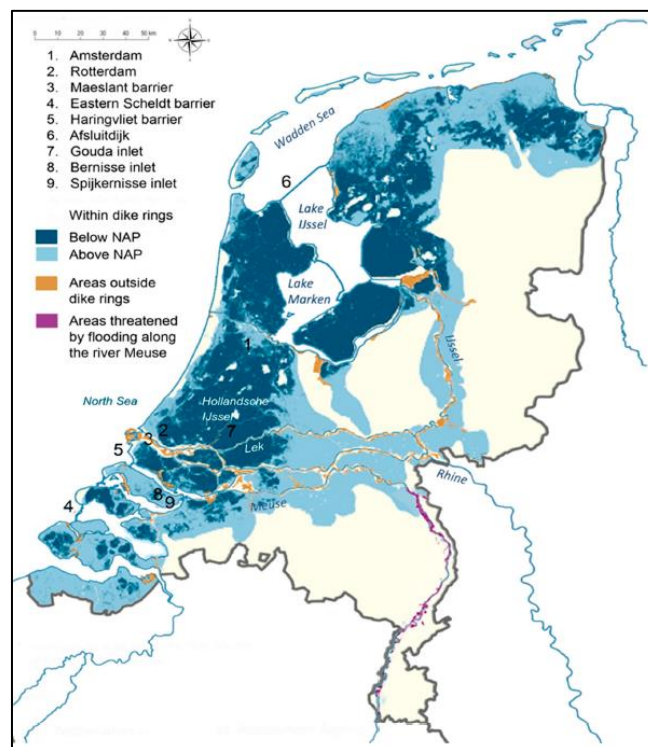 0 10 20 30 40 50 km
1. Amsterdam
2. Rotterdam
3. Maeslant barrier
4. Eastern Scheldt barrier
5. Haringvliet barrier
6. Afsluitdijk
7. Gouda inlet
8. Bernisse inlet
9. Spijkernisse inlet
Within dike rings
Below NAP
Above NAP
Areas outside
dike rings
Areas threatened
by flooding along
the river Meuse
Wadden Sea
6
Lake
IJssel
Lake
Marken
1
IJssel
North Sea
Hollandsche
IJssel
2
3
7
Lek
5
Rhine
4
8
9
Meuse